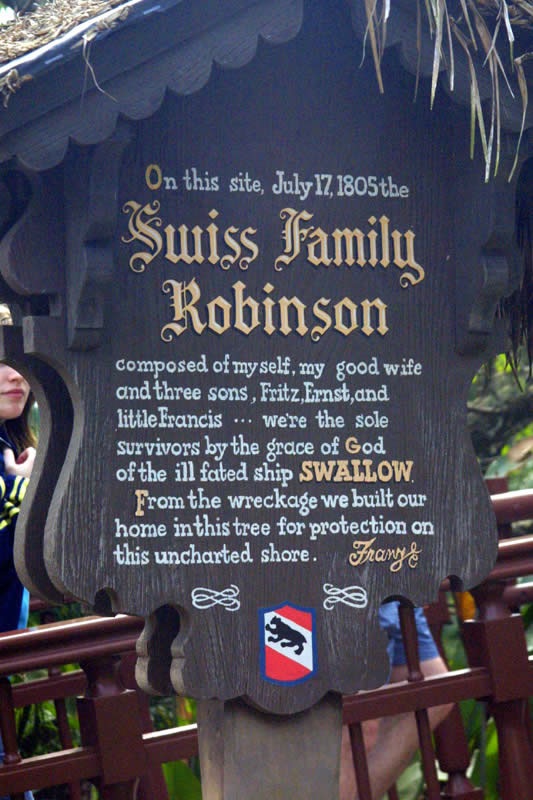 On this site, July 17, 1805 the
Swiss Family
Robinson
composed of myself, my good wife
and three sons, Fritz, Ernst, and
little Francis ... we're the sole
survivors by the grace of God
of the ill fated ship SWALLOW.
From the wreckage we built our
home in this tree for protection on
this uncharted shore. Franz